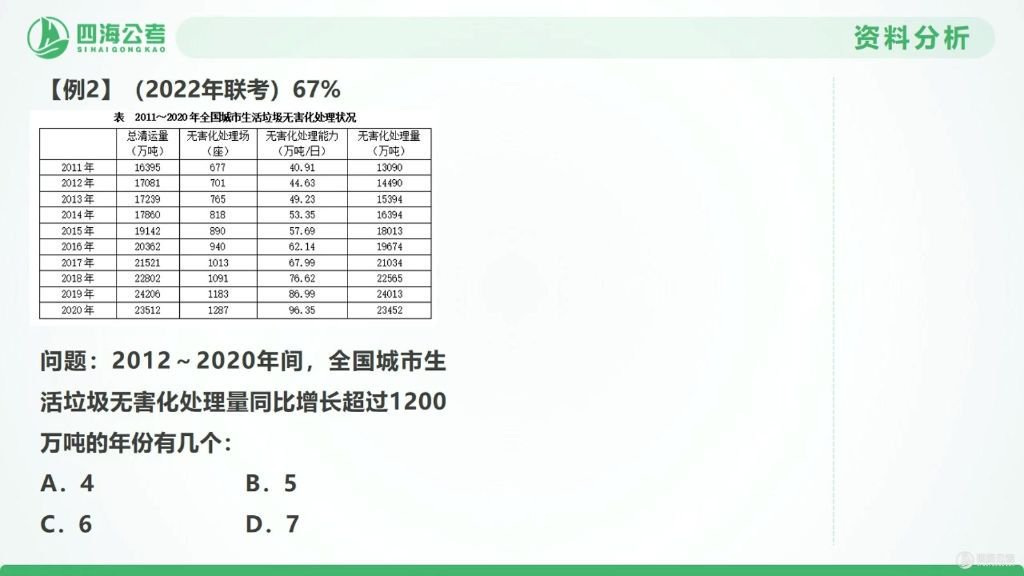 四海公考
SIHAIGONGKAO
资料分析
【例2】（2022年联考）67%
表 2011～2020年全国城市生活垃圾无害化处理状况
总清运量（万吨） 无害化处理场（座） 无害化处理能力（万吨/日） 无害化处理量（万吨）
2011年 16395 677 40.91 13090
2012年 17081 701 44.63 14490
2013年 17239 765 49.23 15394
2014年 17860 818 53.35 16394
2015年 19142 890 57.69 18013
2016年 20362 940 62.14 19674
2017年 21521 1013 67.99 21034
2018年 22802 1091 76.62 22565
2019年 24206 1183 86.99 24013
2020年 23512 1287 96.35 23452
问题：2012～2020年间，全国城市生
活垃圾无害化处理量同比增长超过1200
万吨的年份有几个：
A．4 B．5
C．6 D．7